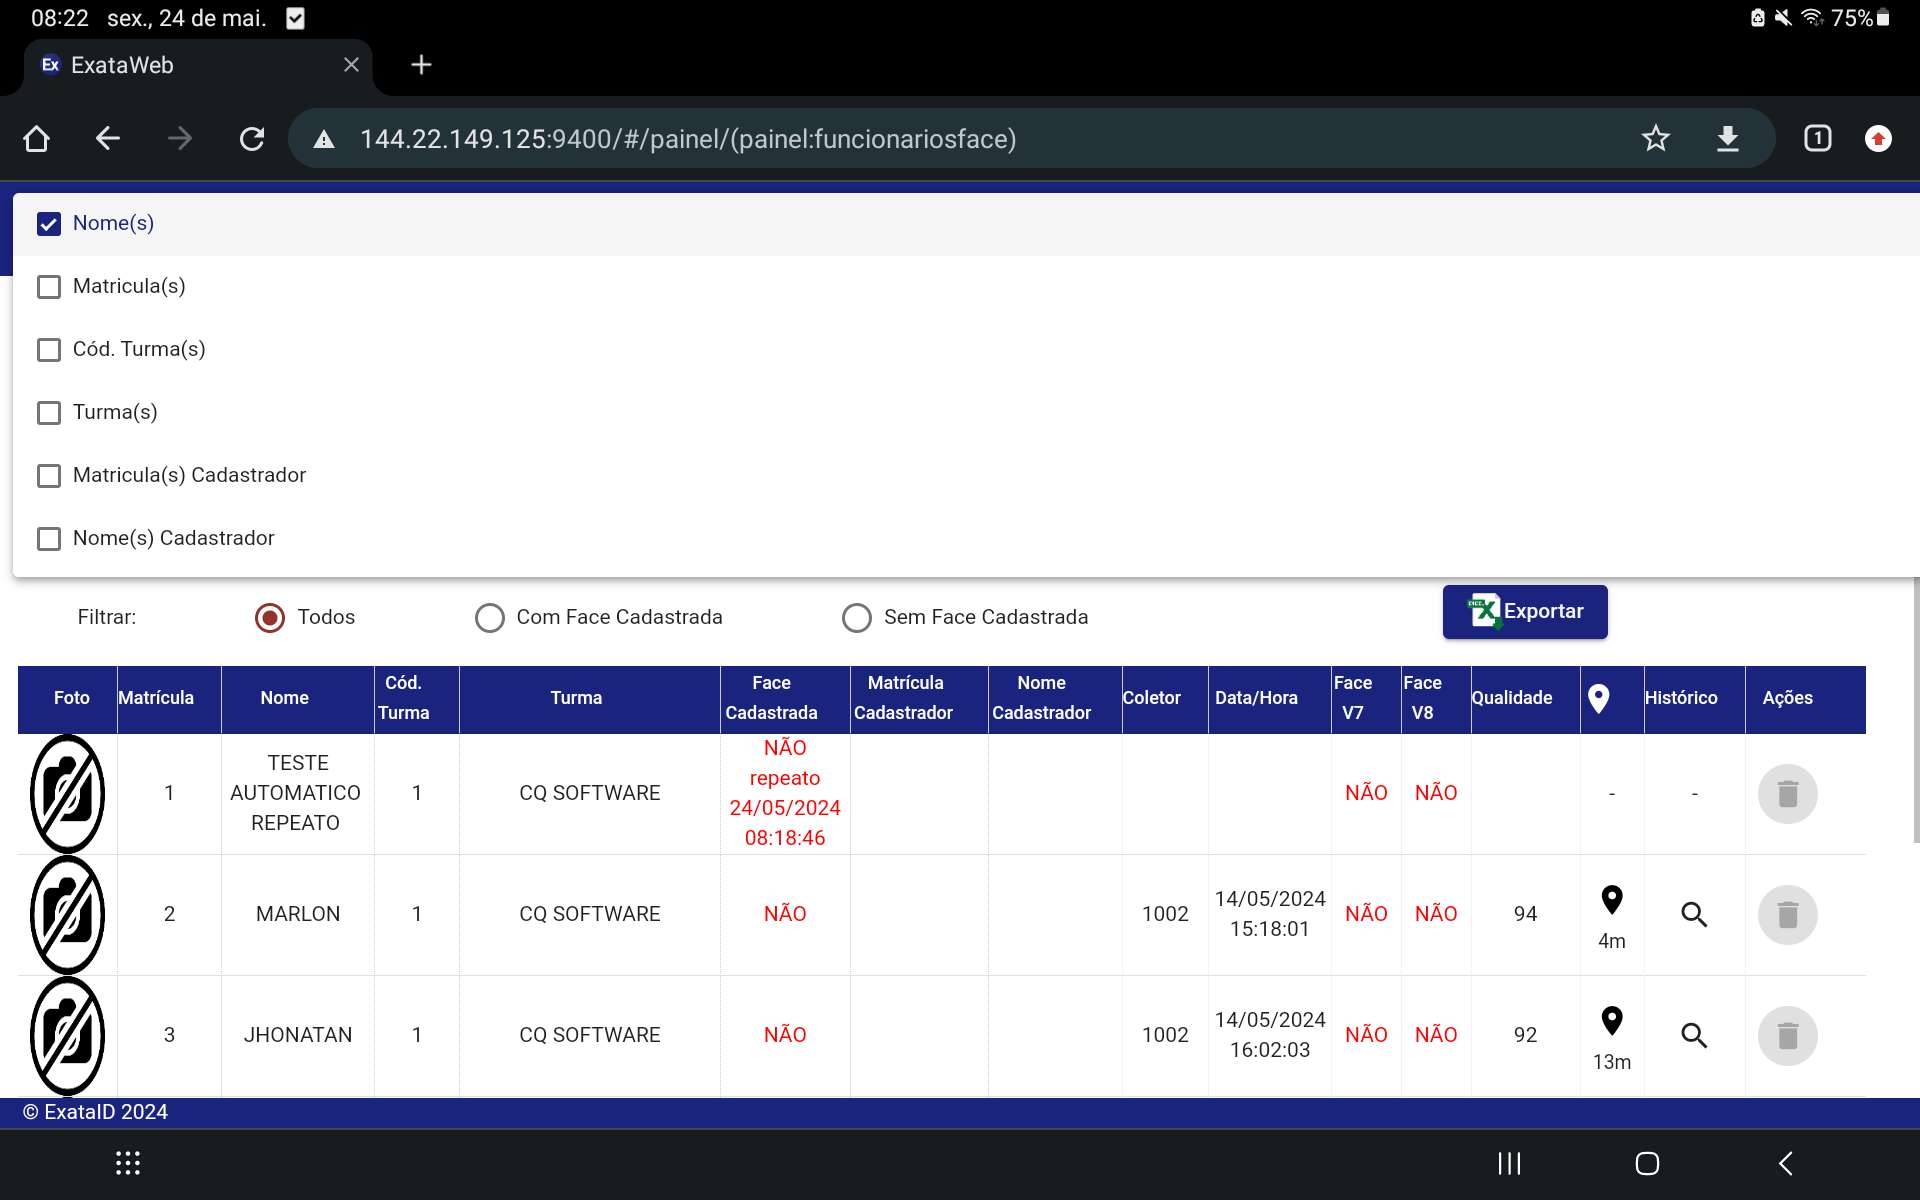 08:22 sex., 24 de mai. 75%
Ex ExataWeb
144.22.149.125:9400/#/painel/(painel:funcionariosface) 1
Nome(s)
Matricula(s)
Cód. Turma(s)
Turma(s)
Matricula(s) Cadastrador
Nome(s) Cadastrador
Filtrar: Todos Com Face Cadastrada Sem Face Cadastrada Exportar
Foto Matrícula Nome Cód. Turma Turma Face Cadastrada Matrícula Cadastrador Nome Cadastrador Coletor Data/Hora Face V7 Face V8 Qualidade Histórico Ações
1 TESTE AUTOMATICO REPEATO 1 CQ SOFTWARE NÃO repeato 24/05/2024 08:18:46 NÃO NÃO - -
2 MARLON 1 CQ SOFTWARE NÃO 1002 14/05/2024 15:18:01 NÃO NÃO 94 4m
3 JHONATAN 1 CQ SOFTWARE NÃO 1002 14/05/2024 16:02:03 NÃO NÃO 92 13m
© ExataID 2024